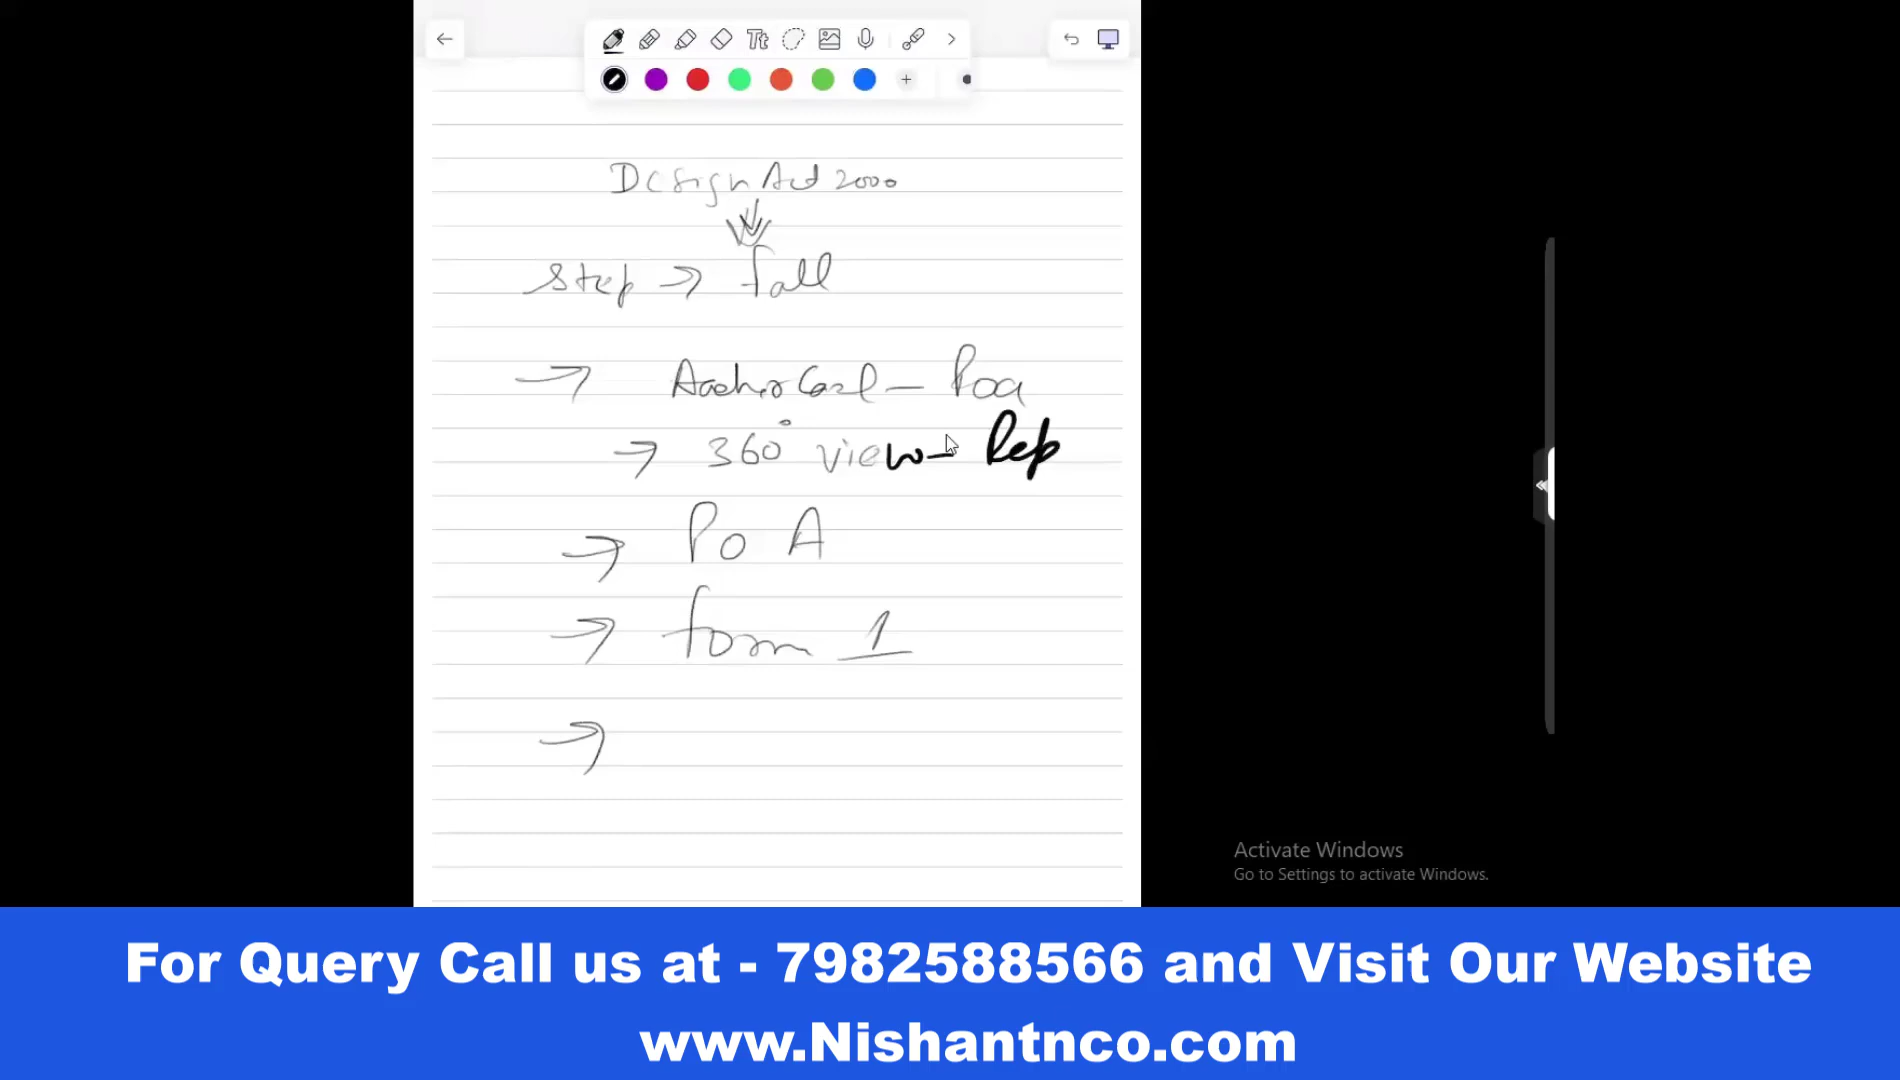 Tt
Design Act 2000
Step → fall
→ Aadhar Card – Poa
→ 360° view – Rep
→ Po A
→ form 1
→
Activate Windows
Go to Settings to activate Windows.
For Query Call us at - 7982588566 and Visit Our Website
www.Nishantnco.com